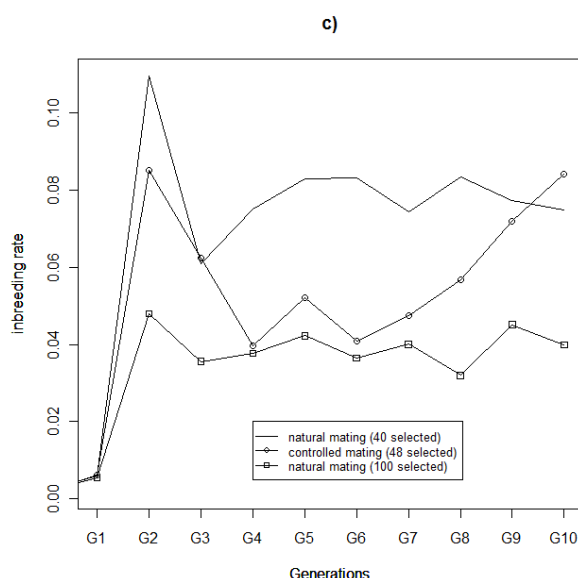 c)
inbreeding rate
0.10
0.08
0.06
0.04
0.02
0.00
natural mating (40 selected)
controlled mating (48 selected)
natural mating (100 selected)
G1 G2 G3 G4 G5 G6 G7 G8 G9 G10
Generations